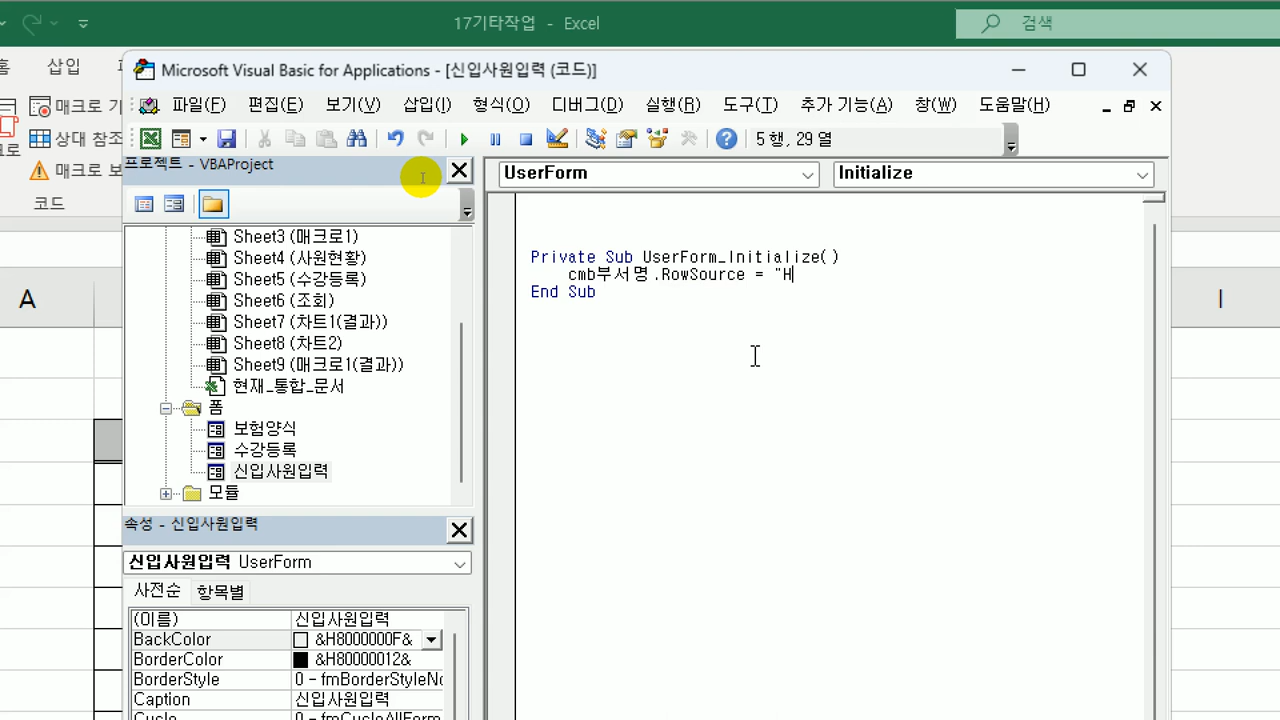 17기타작업 - Excel
검색
삽입
Microsoft Visual Basic for Applications - [신입사원입력 (코드)]
파일(F) 편집(E) 보기(V) 삽입(I) 형식(O) 디버그(D) 실행(R) 도구(T) 추가 기능(A) 창(W) 도움말(H)
매크로 기
상대 참조
매크로 보
코드
5 행, 29 열
프로젝트 - VBAProject
UserForm
Initialize
Sheet3 (매크로1)
Sheet4 (사원현황)
Sheet5 (수강등록)
Sheet6 (조회)
Sheet7 (차트1(결과))
Sheet8 (차트2)
Sheet9 (매크로1(결과))
현재_통합_문서
폼
보험양식
수강등록
신입사원입력
모듈
Private Sub UserForm_Initialize()
cmb부서명.RowSource = "H
End Sub
A
I
속성 - 신입사원입력
신입사원입력 UserForm
사전순 항목별
(이름) 신입사원입력
BackColor &H8000000F&
BorderColor &H80000012&
BorderStyle 0 - fmBorderStyleNo
Caption 신입사원입력
Cycle 0 - fmCycleAllForm